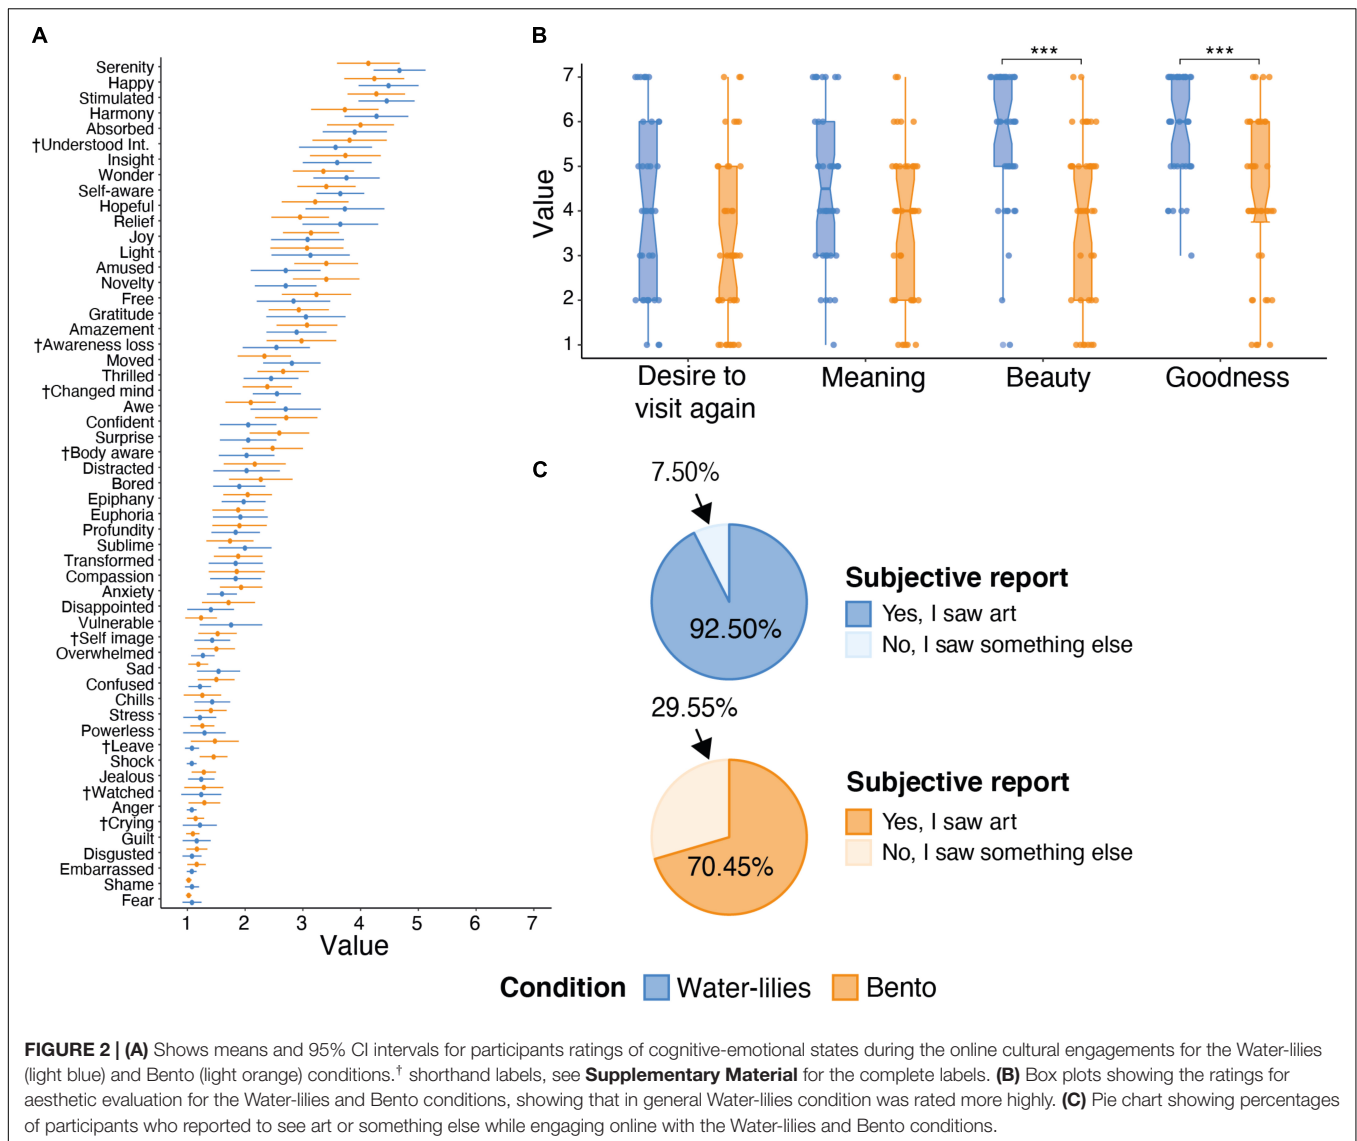 A
Serenity
Happy
Stimulated
Harmony
Absorbed
†Understood Int.
Insight
Wonder
Self-aware
Hopeful
Relief
Joy
Light
Amused
Novelty
Free
Gratitude
Amazement
†Awareness loss
Moved
Thrilled
†Changed mind
Awe
Confident
Surprise
†Body aware
Distracted
Bored
Epiphany
Euphoria
Profundity
Sublime
Transformed
Compassion
Anxiety
Disappointed
Vulnerable
†Self image
Overwhelmed
Sad
Confused
Chills
Stress
Powerless
†Leave
Shock
Jealous
†Watched
Anger
†Crying
Guilt
Disgusted
Embarrassed
Shame
Fear
1 2 3 4 5 6 7
Value
B
*** ***
7
6
5
4
3
2
1
Value
Desire to
visit again
Meaning
Beauty
Goodness
C
7.50%
92.50%
Subjective report
Yes, I saw art
No, I saw something else
29.55%
70.45%
Subjective report
Yes, I saw art
No, I saw something else
Condition Water-lilies Bento
FIGURE 2 | (A) Shows means and 95% CI intervals for participants ratings of cognitive-emotional states during the online cultural engagements for the Water-lilies
(light blue) and Bento (light orange) conditions.† shorthand labels, see Supplementary Material for the complete labels. (B) Box plots showing the ratings for
aesthetic evaluation for the Water-lilies and Bento conditions, showing that in general Water-lilies condition was rated more highly. (C) Pie chart showing percentages
of participants who reported to see art or something else while engaging online with the Water-lilies and Bento conditions.